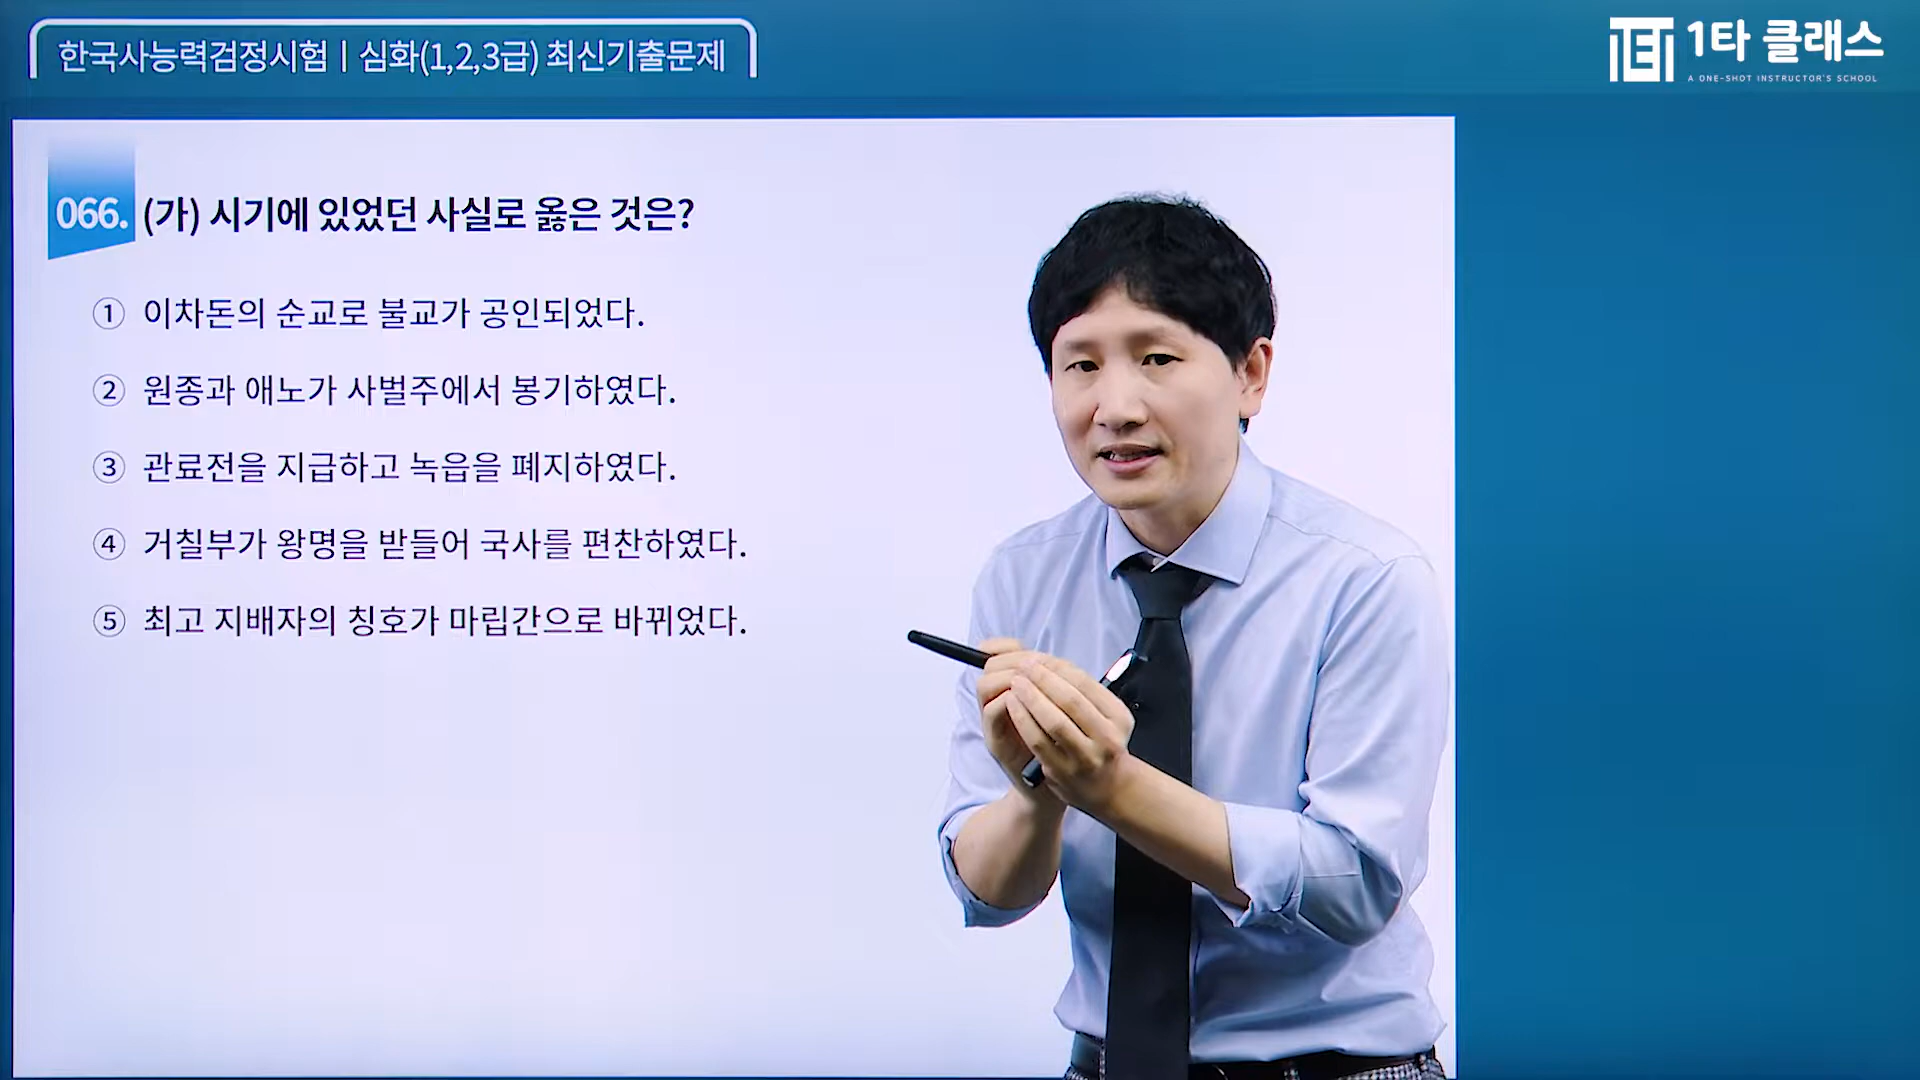 한국사능력검정시험 | 심화(1,2,3급) 최신기출문제
1타 클래스
A ONE-SHOT INSTRUCTOR'S SCHOOL
066. (가) 시기에 있었던 사실로 옳은 것은?
① 이차돈의 순교로 불교가 공인되었다.
② 원종과 애노가 사벌주에서 봉기하였다.
③ 관료전을 지급하고 녹읍을 폐지하였다.
④ 거칠부가 왕명을 받들어 국사를 편찬하였다.
⑤ 최고 지배자의 칭호가 마립간으로 바뀌었다.